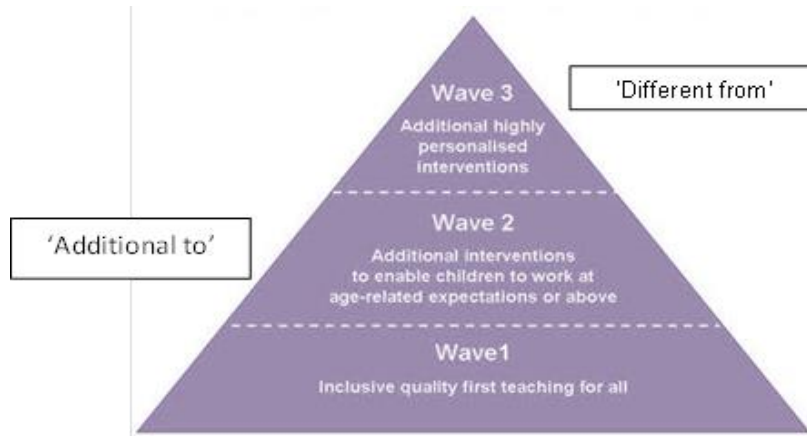 Wave 3
Additional highly
personalised
interventions
'Different from'
Wave 2
Additional interventions
to enable children to work at
age-related expectations or above
‘Additional to’
Wave1
Inclusive quality first teaching for all